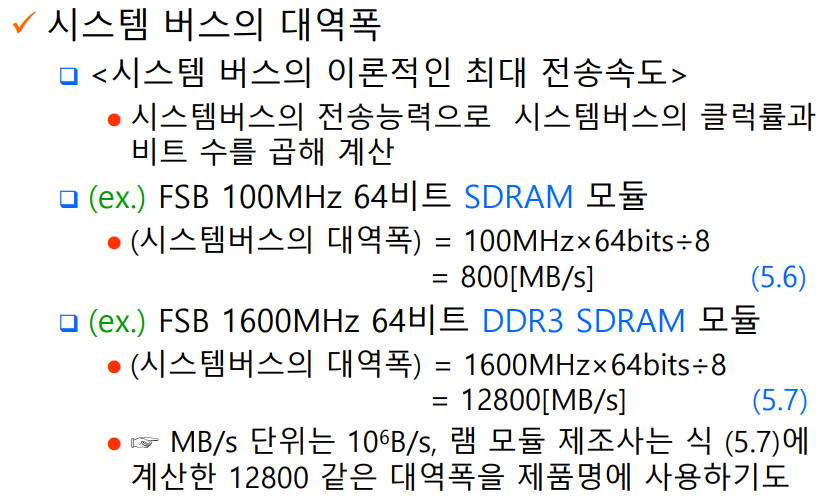 ✓ 시스템 버스의 대역폭
❑ <시스템 버스의 이론적인 최대 전송속도>
● 시스템버스의 전송능력으로 시스템버스의 클럭률과
비트 수를 곱해 계산
❑ (ex.) FSB 100MHz 64비트 SDRAM 모듈
● (시스템버스의 대역폭) = 100MHz×64bits÷8
= 800[MB/s] (5.6)
❑ (ex.) FSB 1600MHz 64비트 DDR3 SDRAM 모듈
● (시스템버스의 대역폭) = 1600MHz×64bits÷8
= 12800[MB/s] (5.7)
● ☞ MB/s 단위는 10⁶B/s, 램 모듈 제조사는 식 (5.7)에
계산한 12800 같은 대역폭을 제품명에 사용하기도